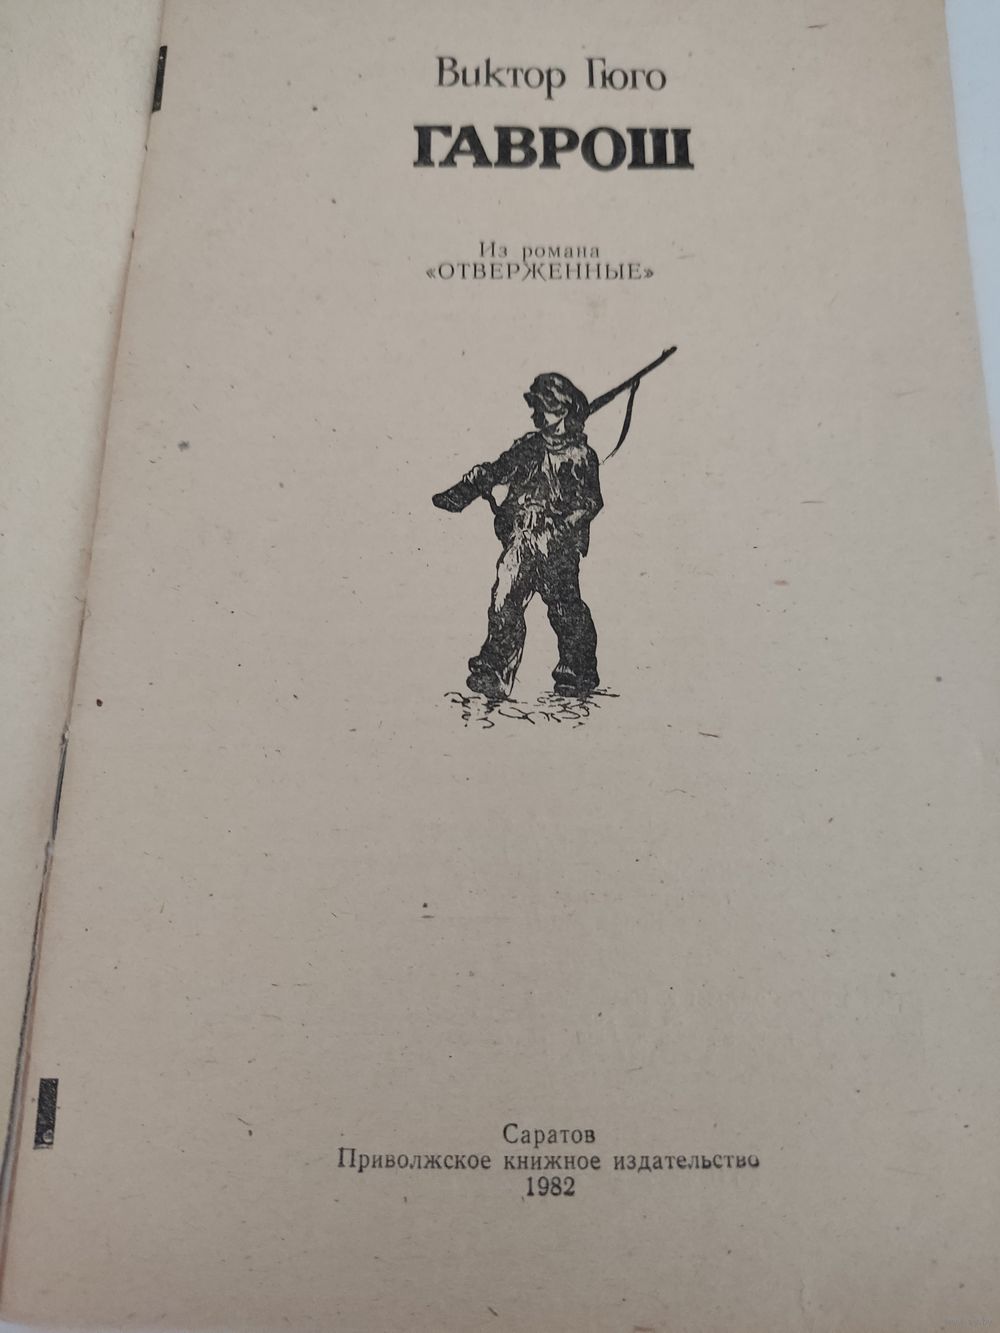 Виктор Гюго
ГАВРОШ
Из романа
«ОТВЕРЖЕННЫЕ»
Саратов
Приволжское книжное издательство
1982